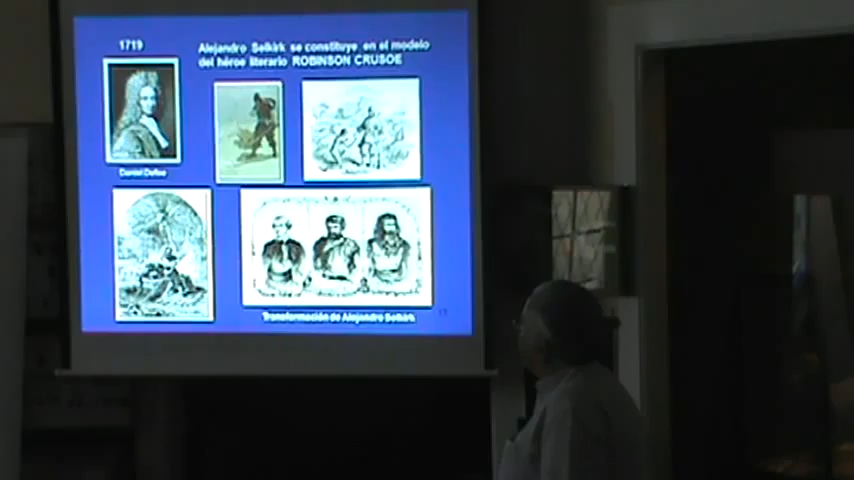 1719
Alejandro Selkirk se constituye en el modelo
del héroe literario ROBINSON CRUSOE
Daniel Defoe
Transformación de Alejandro Selkirk